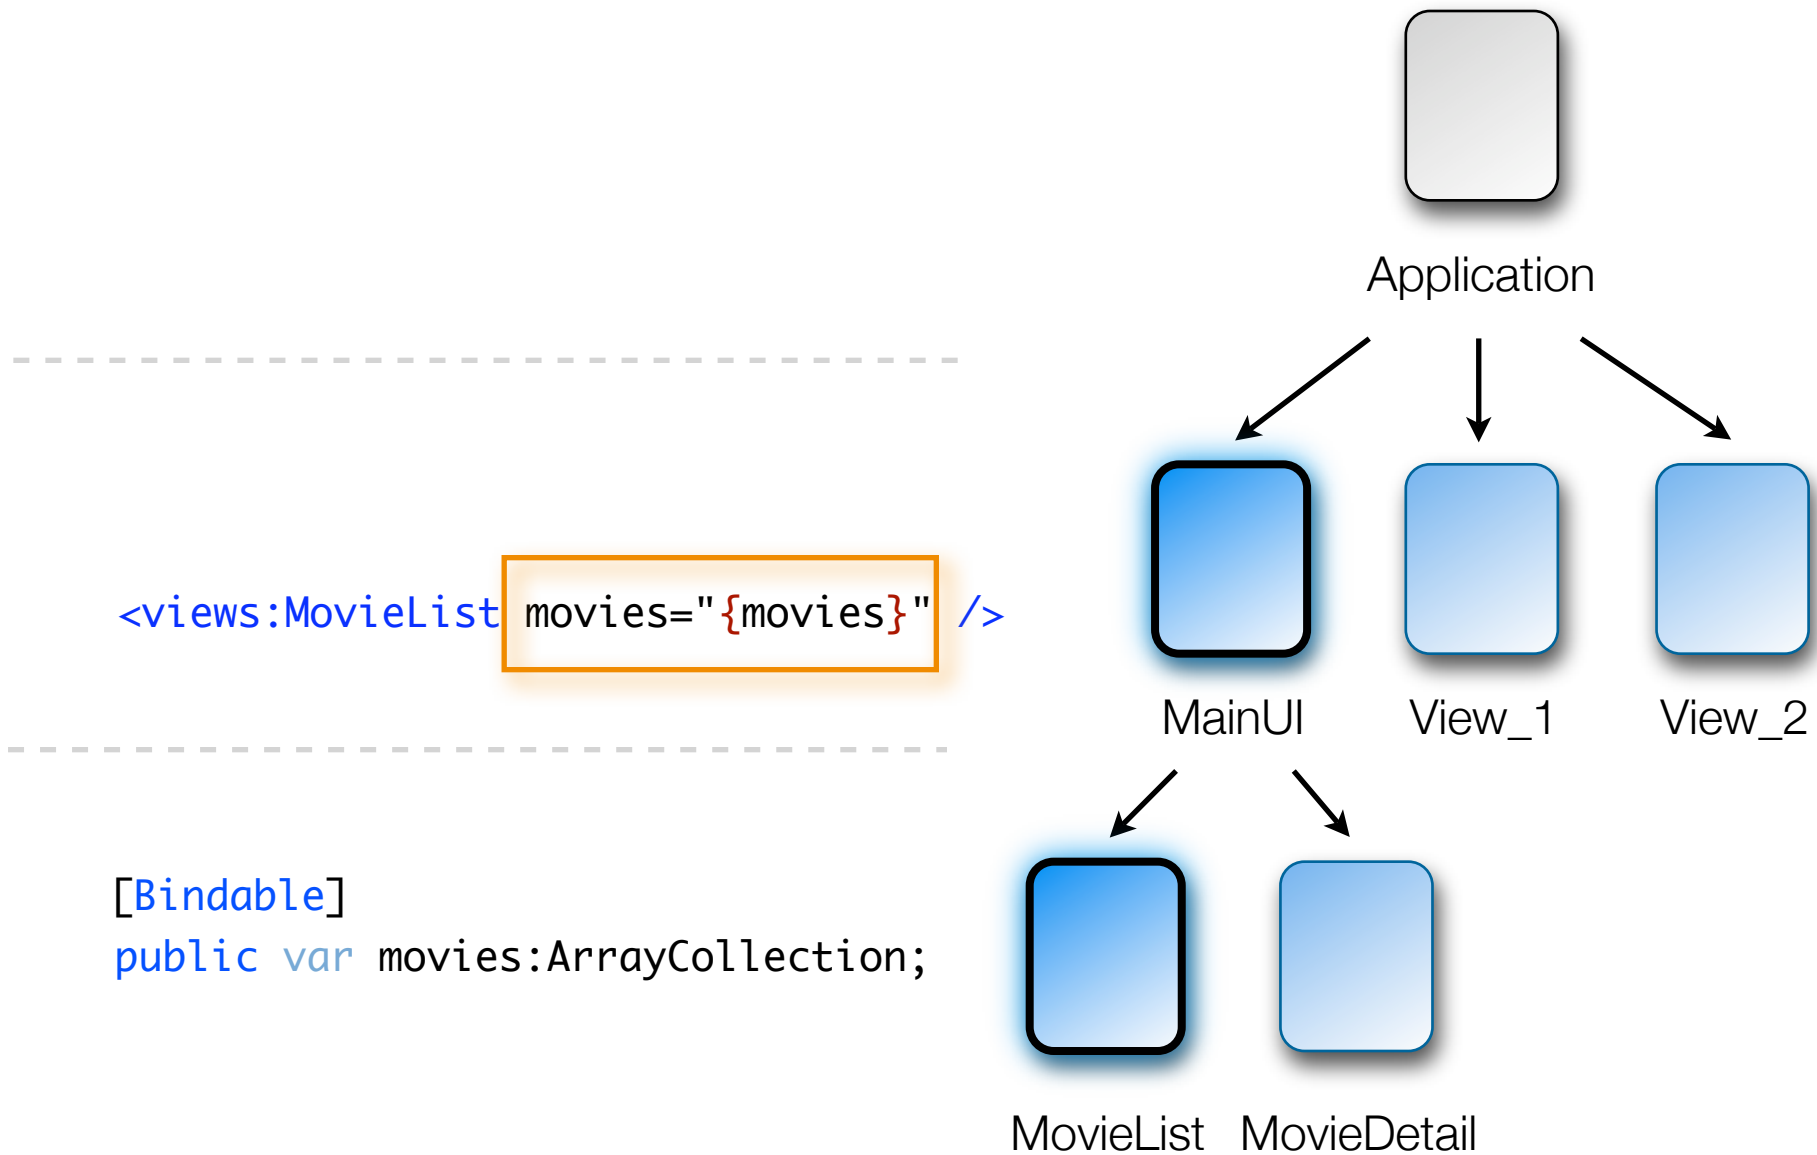 Application
<views:MovieList movies="{movies}" />
MainUI
View_1
View_2
[Bindable]
public var movies:ArrayCollection;
MovieList
MovieDetail